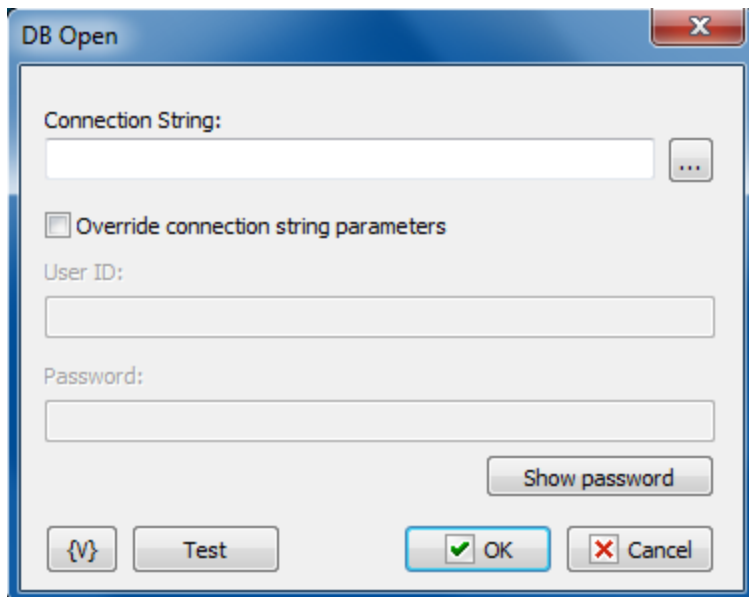 DB Open
Connection String:
...
Override connection string parameters
User ID:
Password:
Show password
{V} Test OK Cancel